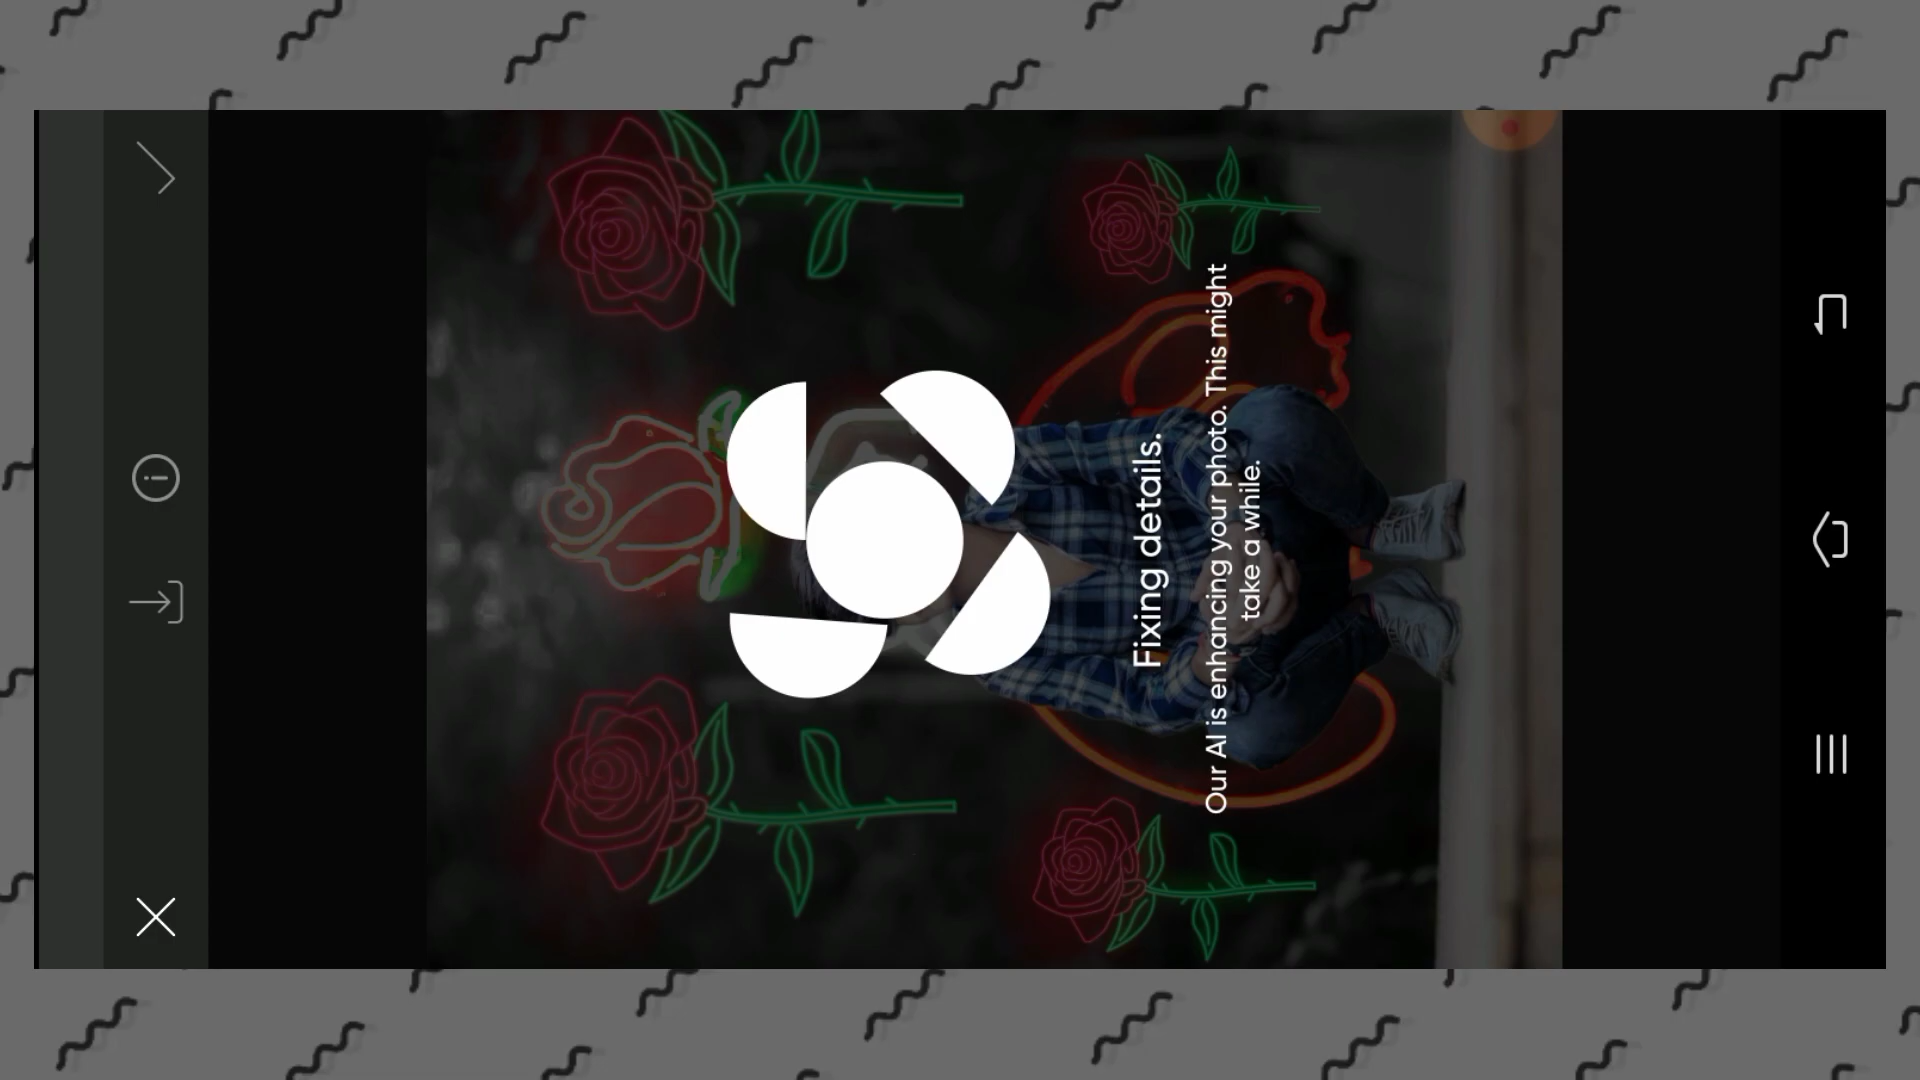 Fixing details.
Our AI is enhancing your photo. This might
take a while.